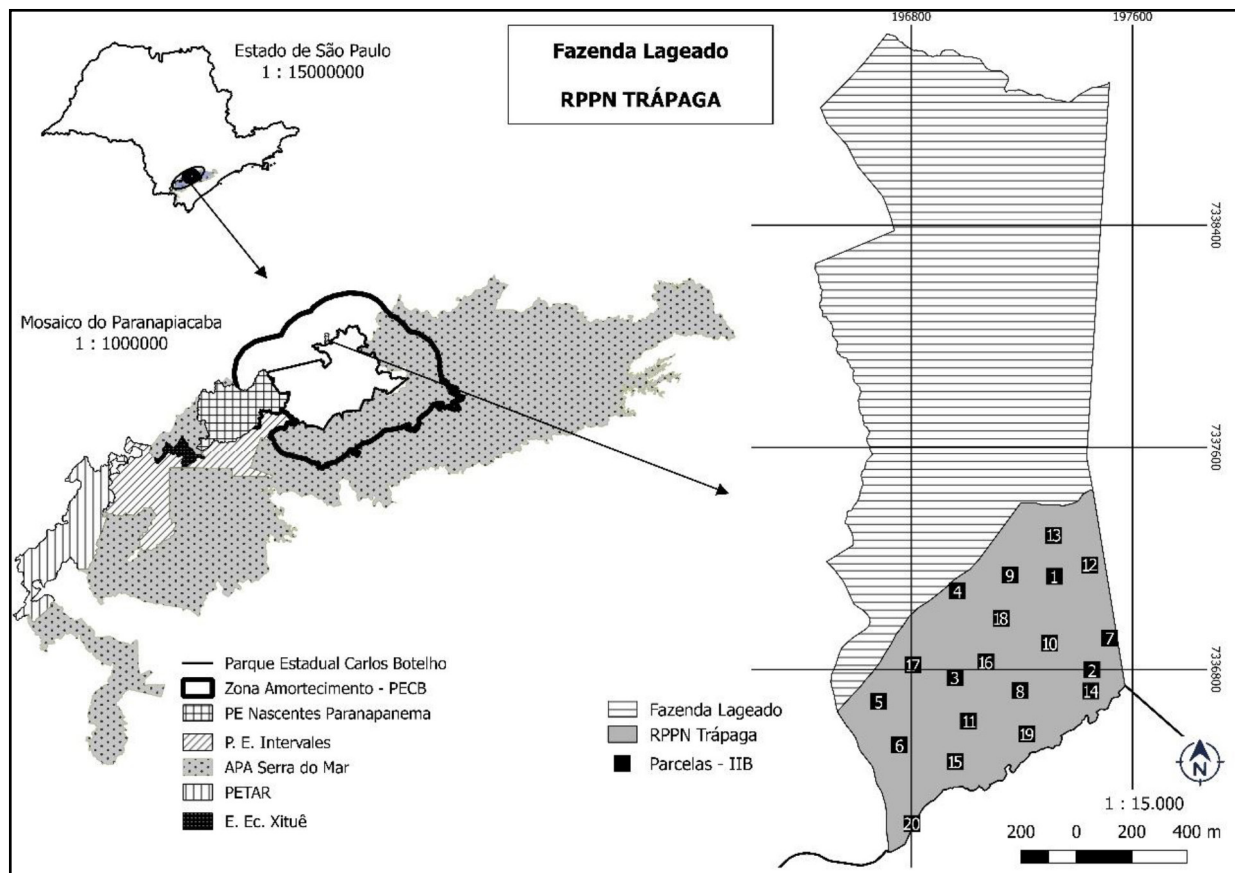 Estado de São Paulo
1 : 15000000
Fazenda Lageado
RPPN TRÁPAGA
196800
197600
7338400
Mosaico do Paranapiacaba
1 : 1000000
7337600
7336800
13
12
9
1
4
18
7
10
17
16
2
3
8
14
5
11
19
6
15
20
Parque Estadual Carlos Botelho
Zona Amortecimento - PECB
PE Nascentes Paranapanema
P. E. Intervales
APA Serra do Mar
PETAR
E. Ec. Xituê
Fazenda Lageado
RPPN Trápaga
Parcelas - IIB
N
1 : 15.000
200 0 200 400 m